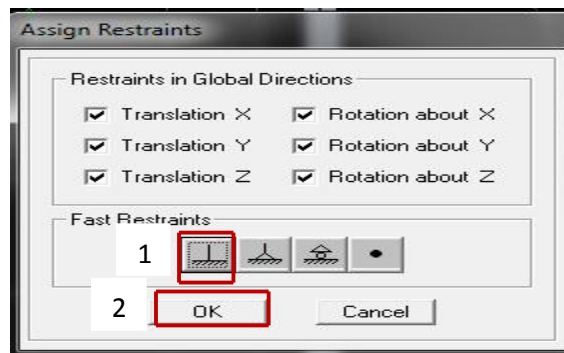 Assign Restraints
Restraints in Global Directions
Translation X Rotation about X
Translation Y Rotation about Y
Translation Z Rotation about Z
Fast Restraints
1
2 OK Cancel